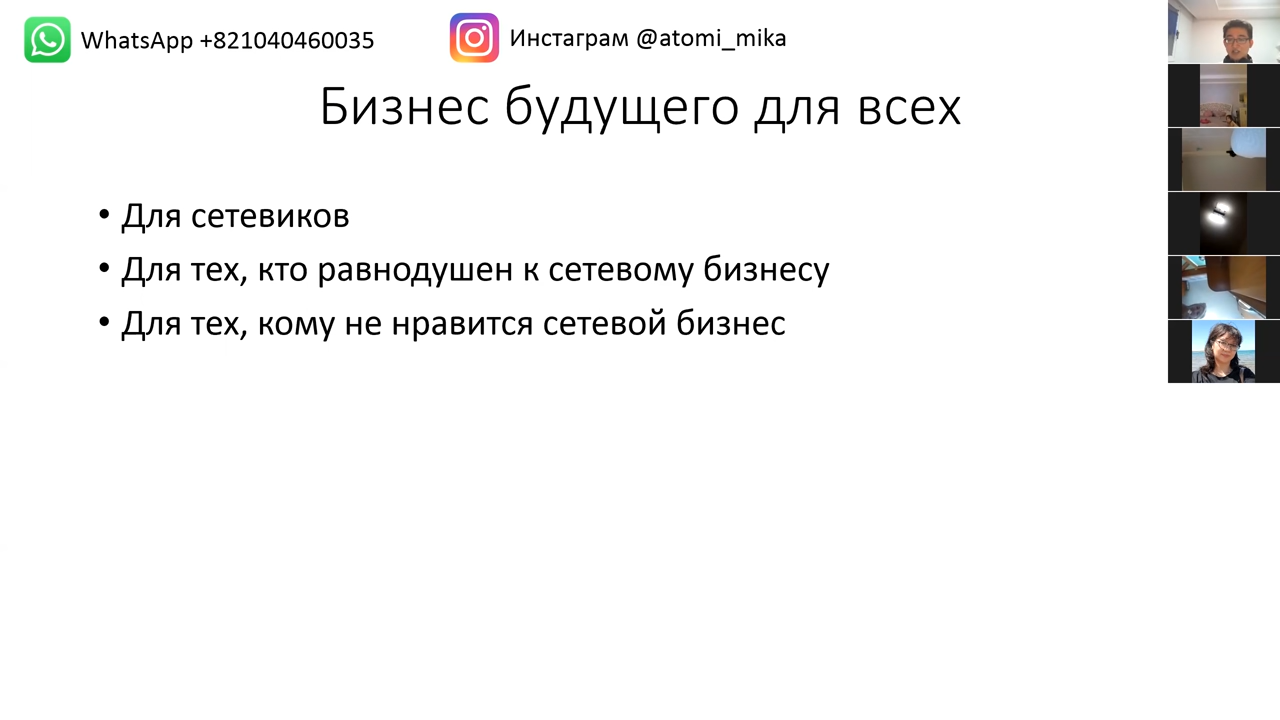 WhatsApp +821040460035
Инстаграм @atomi_mika
Бизнес будущего для всех
• Для сетевиков
• Для тех, кто равнодушен к сетевому бизнесу
• Для тех, кому не нравится сетевой бизнес